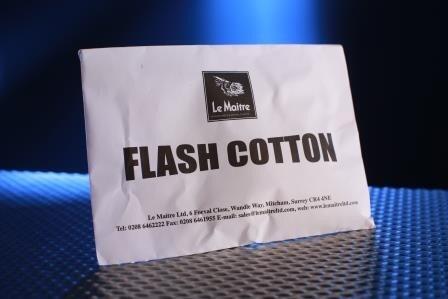 Le Maitre
FLASH COTTON
Le Maitre Ltd, 6 Forval Close, Wandle Way, Mitcham, Surrey CR4 4NE
Tel: 0208 6462222 Fax: 0208 6461955 E-mail: sales@lemaitreltd.com, web: www.lemaitreltd.com